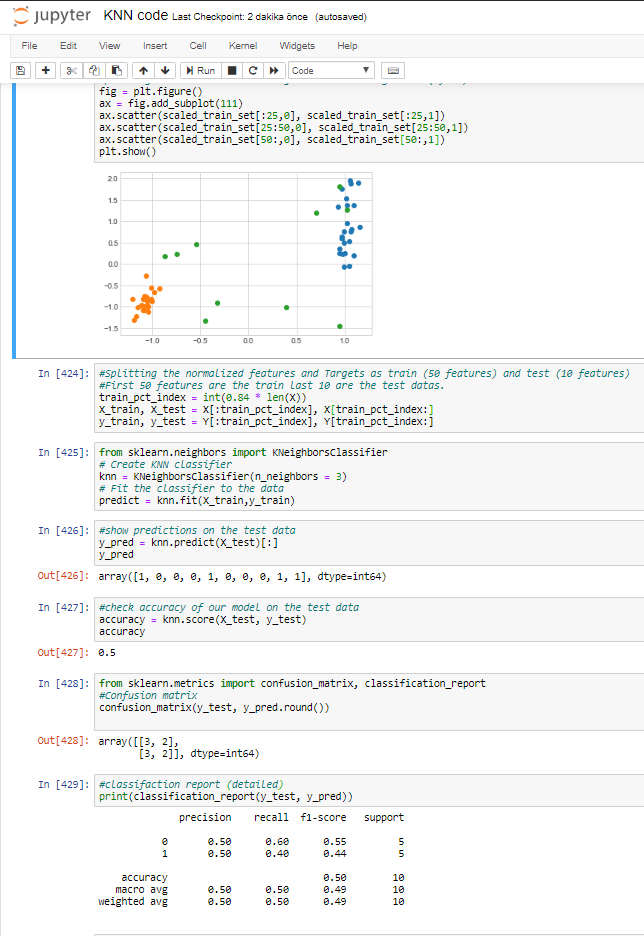 jupyter KNN code Last Checkpoint: 2 dakika önce (autosaved)
File Edit View Insert Cell Kernel Widgets Help
Run Code
fig = plt.figure()
ax = fig.add_subplot(111)
ax.scatter(scaled_train_set[:25,0], scaled_train_set[:25,1])
ax.scatter(scaled_train_set[25:50,0], scaled_train_set[25:50,1])
ax.scatter(scaled_train_set[50:,0], scaled_train_set[50:,1])
plt.show()
2.0
1.5
1.0
0.5
0.0
-0.5
-1.0
-1.5
-1.0 -0.5 0.0 0.5 1.0
In [424]: #Splitting the normalized features and Targets as train (50 features) and test (10 features)
#First 50 features are the train last 10 are the test datas.
train_pct_index = int(0.84 * len(X))
X_train, X_test = X[:train_pct_index], X[train_pct_index:]
y_train, y_test = Y[:train_pct_index], Y[train_pct_index:]
In [425]: from sklearn.neighbors import KNeighborsClassifier
# Create KNN classifier
knn = KNeighborsClassifier(n_neighbors = 3)
# Fit the classifier to the data
predict = knn.fit(X_train,y_train)
In [426]: #show predictions on the test data
y_pred = knn.predict(X_test)[:]
y_pred
Out[426]: array([1, 0, 0, 0, 1, 0, 0, 0, 1, 1], dtype=int64)
In [427]: #check accuracy of our model on the test data
accuracy = knn.score(X_test, y_test)
accuracy
Out[427]: 0.5
In [428]: from sklearn.metrics import confusion_matrix, classification_report
#Confusion matrix
confusion_matrix(y_test, y_pred.round())
Out[428]: array([[3, 2],
[3, 2]], dtype=int64)
In [429]: #classifaction report (detailed)
print(classification_report(y_test, y_pred))
precision recall f1-score support
0 0.50 0.60 0.55 5
1 0.50 0.40 0.44 5
accuracy 0.50 10
macro avg 0.50 0.50 0.49 10
weighted avg 0.50 0.50 0.49 10